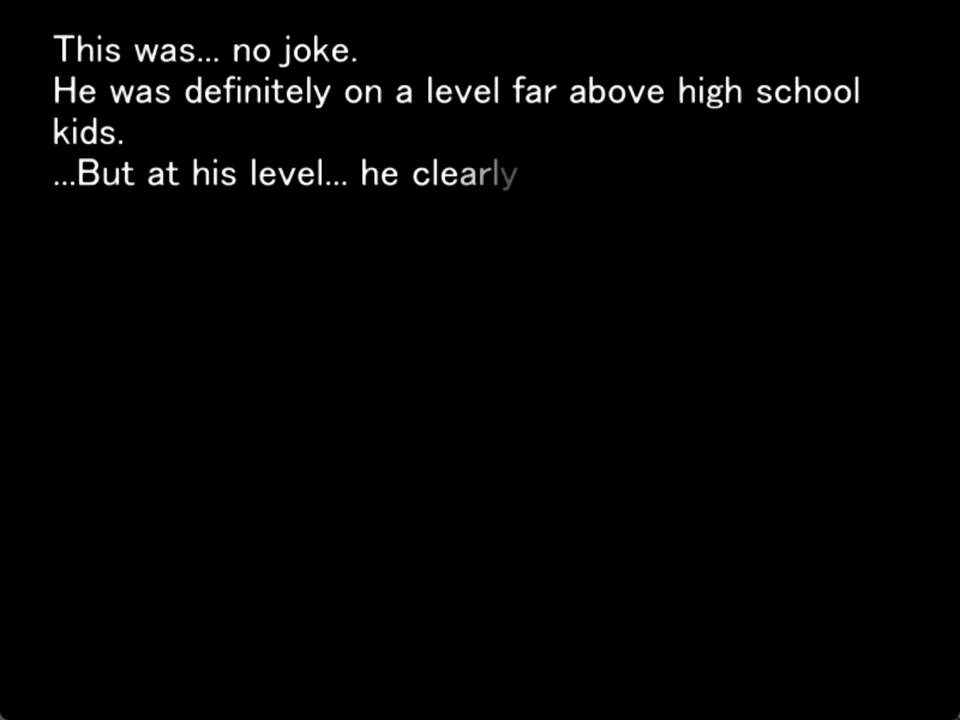 This was... no joke.
He was definitely on a level far above high school
kids.
...But at his level... he clearly